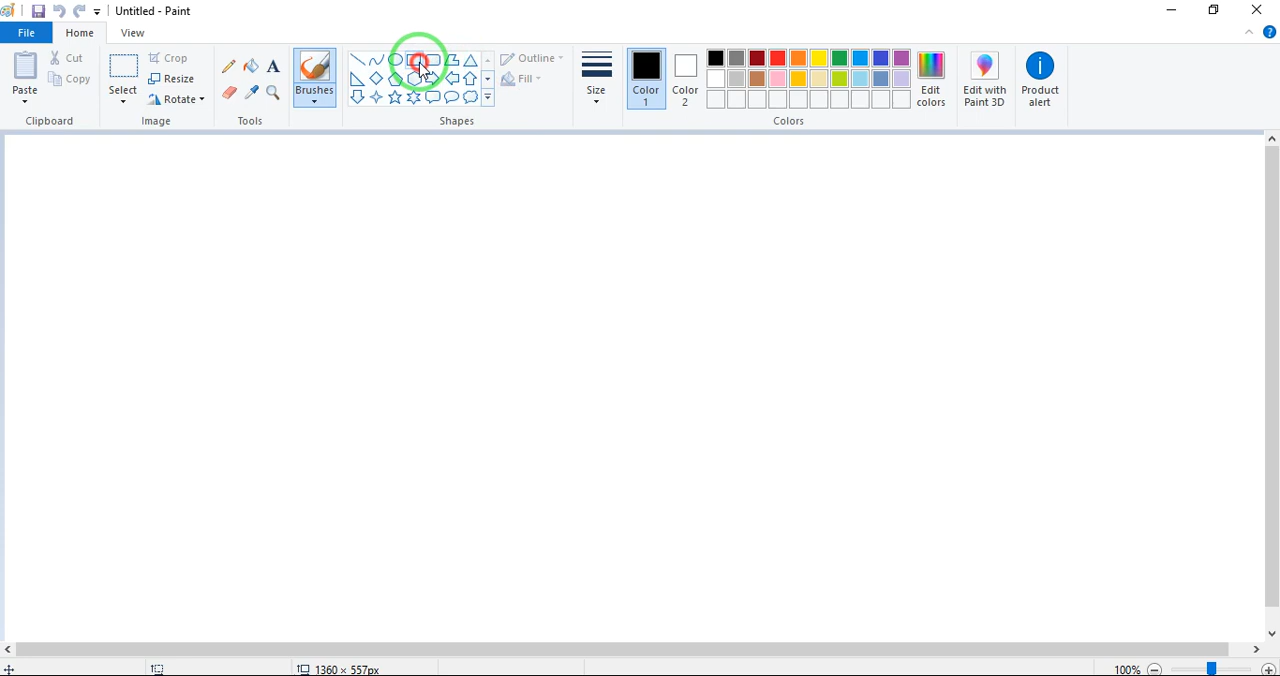 Untitled - Paint
File Home View
Paste Cut Copy Clipboard
Select Crop Resize Rotate Image
A
Tools
Brushes
Shapes
Outline Fill
Size
Color 1 Color 2
Edit colors
Colors
Edit with Paint 3D
Product alert
1360 × 557px 100%